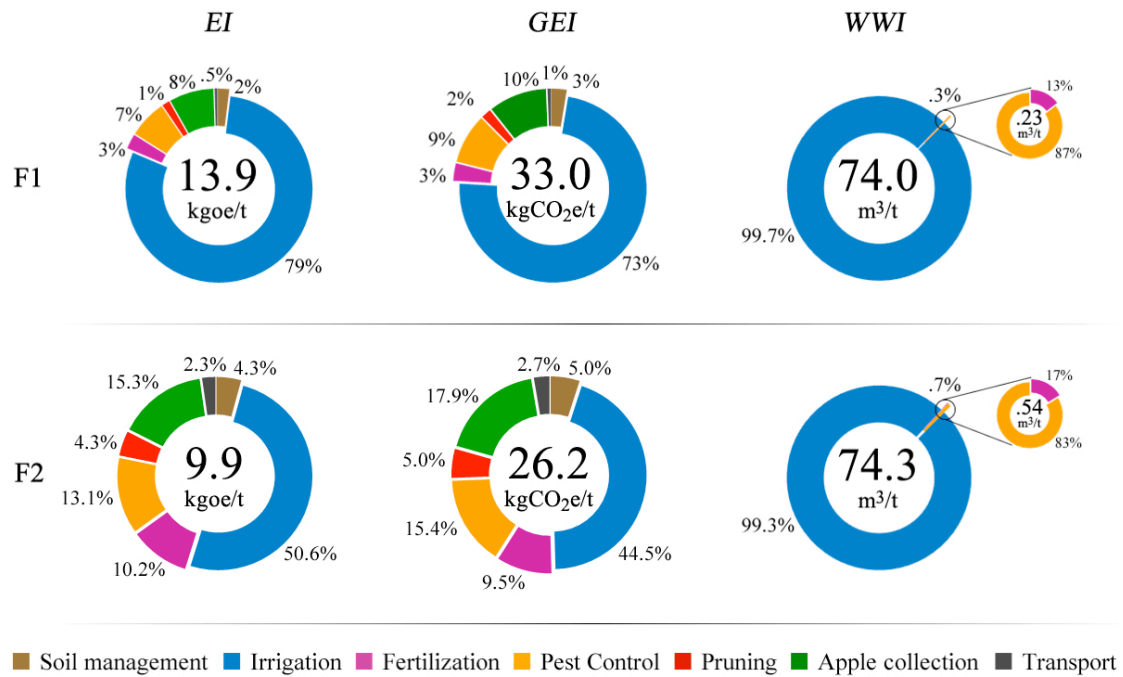 EI GEI WWI
F1
.5% 2% 8% 1% 7% 3% 79%
13.9
kgoe/t
1% 3% 10% 2% 9% 3% 73%
33.0
kgCO₂e/t
.3% 99.7%
74.0
m³/t
13%
.23
m³/t
87%
F2
2.3% 4.3% 15.3% 4.3% 13.1% 10.2% 50.6%
9.9
kgoe/t
2.7% 5.0% 17.9% 5.0% 15.4% 9.5% 44.5%
26.2
kgCO₂e/t
.7% 99.3%
74.3
m³/t
17%
.54
m³/t
83%
Soil management Irrigation Fertilization Pest Control Pruning Apple collection Transport